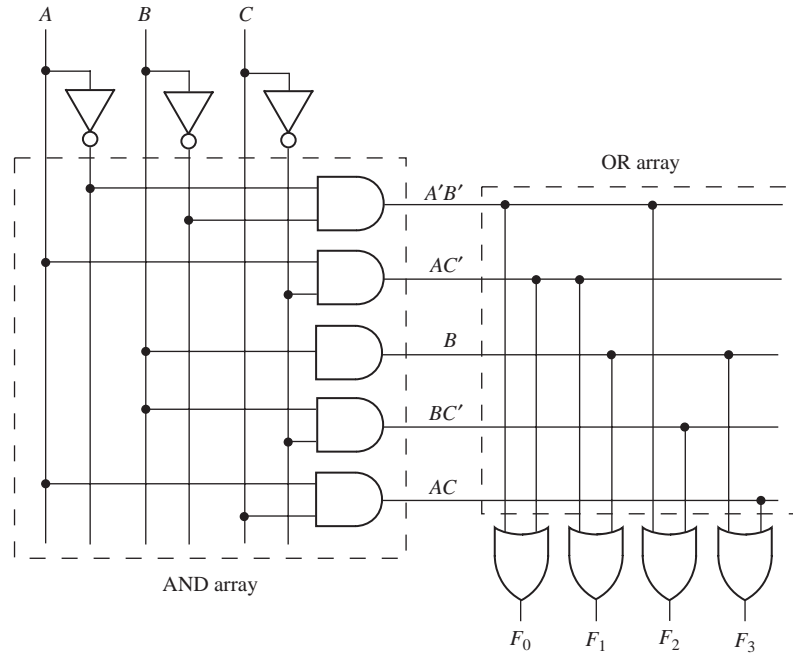 A B C
OR array
A′B′
AC′
B
BC′
AC
AND array
F0 F1 F2 F3